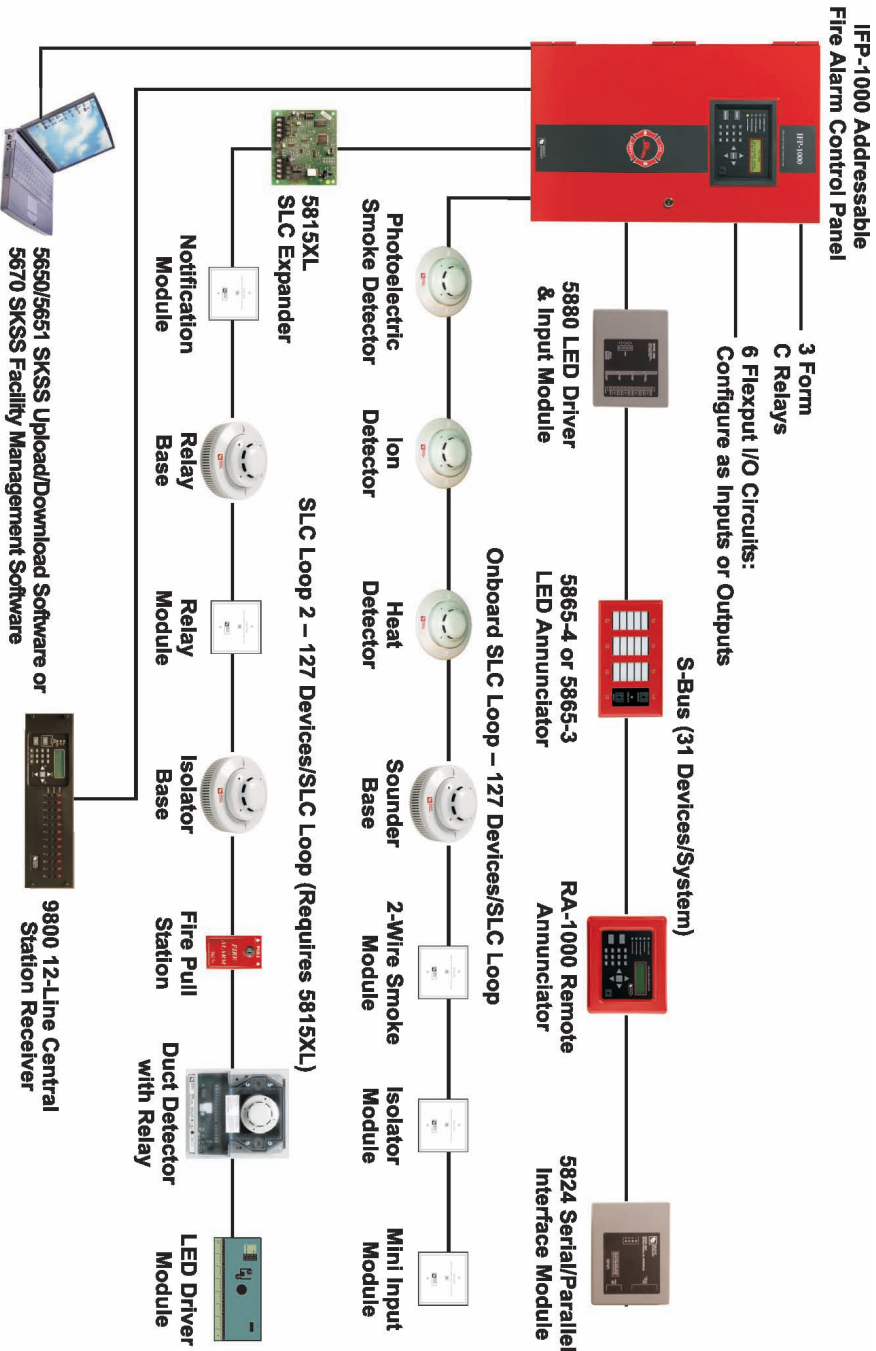 IFP-1000 Addressable
Fire Alarm Control Panel
IFP-1000
3 Form
C Relays
6 Flexput I/O Circuits:
Configure as Inputs or Outputs
S-Bus (31 Devices/System)
5880 LED Driver
& Input Module
5865-4 or 5865-3
LED Annunciator
RA-1000 Remote
Annunciator
5824 Serial/Parallel
Interface Module
Onboard SLC Loop – 127 Devices/SLC Loop
Photoelectric
Smoke Detector
Ion
Detector
Heat
Detector
Sounder
Base
2-Wire Smoke
Module
Isolator
Module
Mini Input
Module
5815XL
SLC Expander
SLC Loop 2 – 127 Devices/SLC Loop (Requires 5815XL)
Notification
Module
Relay
Base
Relay
Module
Isolator
Base
Fire Pull
Station
FIRE
ALARM
Duct Detector
with Relay
LED Driver
Module
5650/5651 SKSS Upload/Download Software or
5670 SKSS Facility Management Software
9800 12-Line Central
Station Receiver